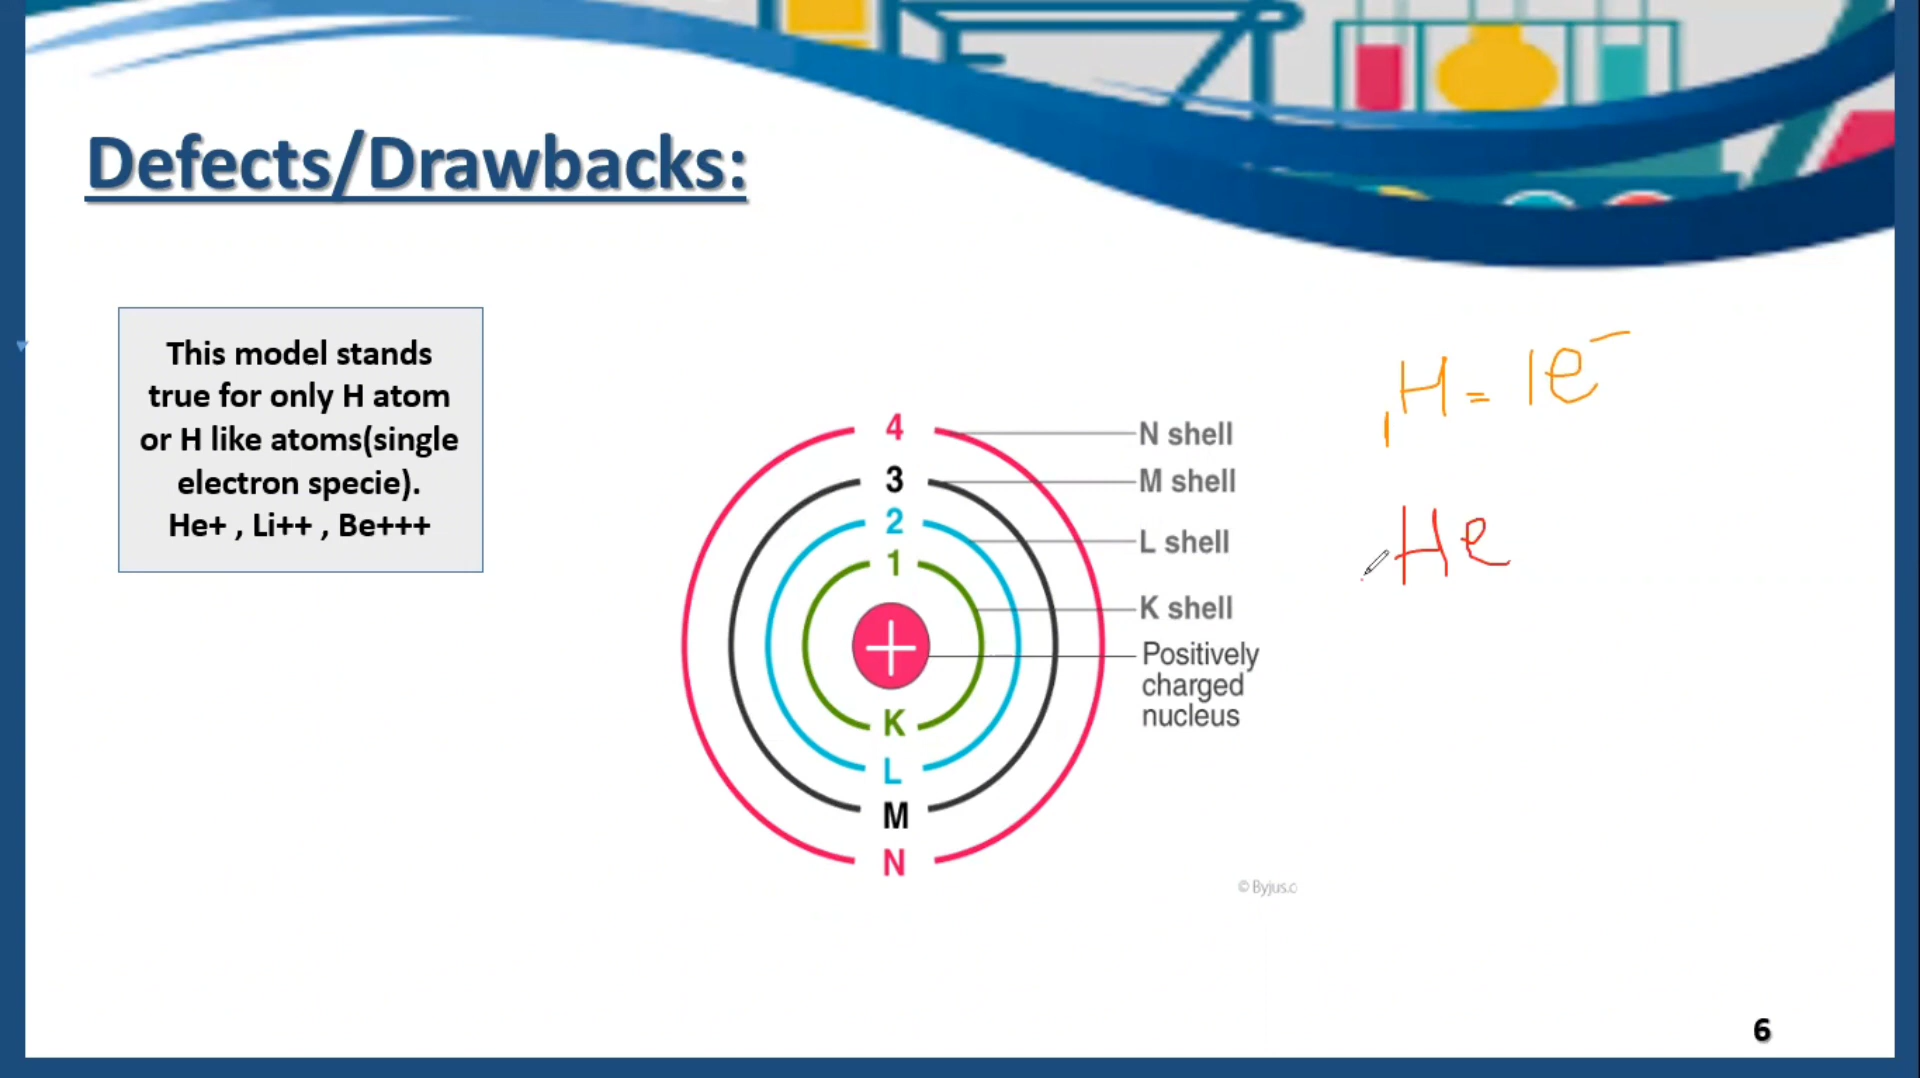 Defects/Drawbacks:
This model stands
true for only H atom
or H like atoms(single
electron specie).
He+ , Li++ , Be+++
4
3
2
1
K
L
M
N
N shell
M shell
L shell
K shell
Positively
charged
nucleus
© Byjus.c
₁H = 1e⁻
He
6